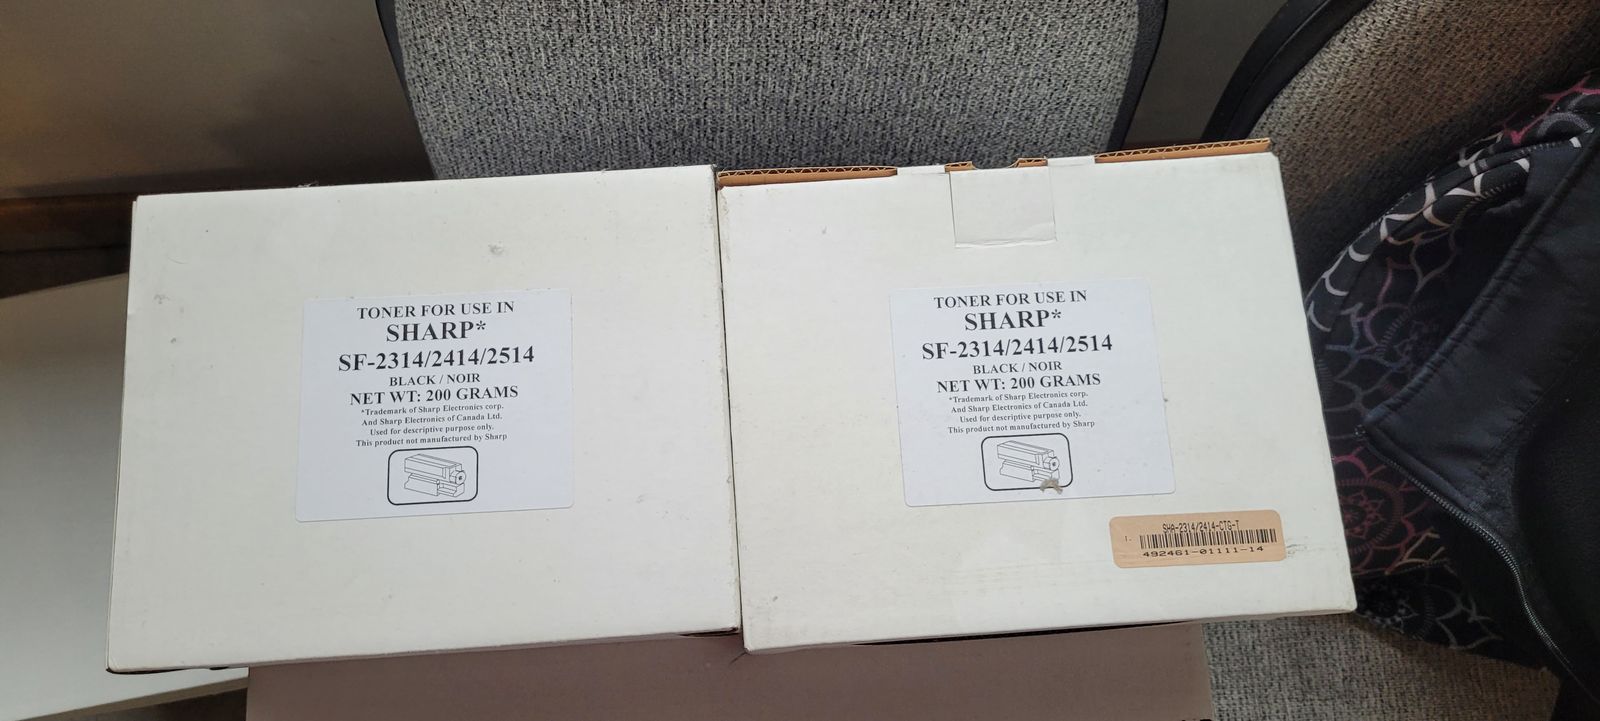 TONER FOR USE IN
SHARP*
SF-2314/2414/2514
BLACK / NOIR
NET WT: 200 GRAMS
*Trademark of Sharp Electronics corp.
And Sharp Electronics of Canada Ltd.
Used for descriptive purpose only.
This product not manufactured by Sharp
TONER FOR USE IN
SHARP*
SF-2314/2414/2514
BLACK / NOIR
NET WT: 200 GRAMS
*Trademark of Sharp Electronics corp.
And Sharp Electronics of Canada Ltd.
Used for descriptive purpose only.
This product not manufactured by Sharp
SHA-2314/2414-CTG-T
1.
492461-01111-14